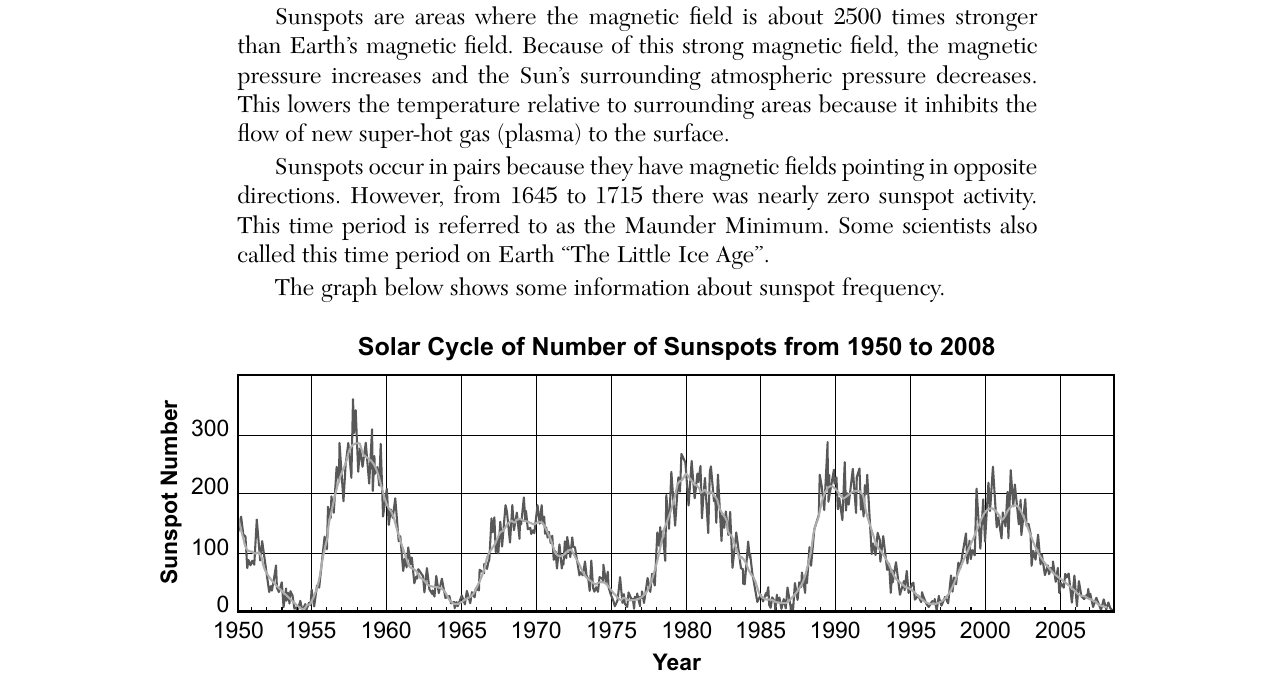 Sunspots are areas where the magnetic field is about 2500 times stronger
than Earth’s magnetic field. Because of this strong magnetic field, the magnetic
pressure increases and the Sun’s surrounding atmospheric pressure decreases.
This lowers the temperature relative to surrounding areas because it inhibits the
flow of new super-hot gas (plasma) to the surface.
Sunspots occur in pairs because they have magnetic fields pointing in opposite
directions. However, from 1645 to 1715 there was nearly zero sunspot activity.
This time period is referred to as the Maunder Minimum. Some scientists also
called this time period on Earth “The Little Ice Age”.
The graph below shows some information about sunspot frequency.
Solar Cycle of Number of Sunspots from 1950 to 2008
Sunspot Number
300
200
100
0
1950 1955 1960 1965 1970 1975 1980 1985 1990 1995 2000 2005
Year